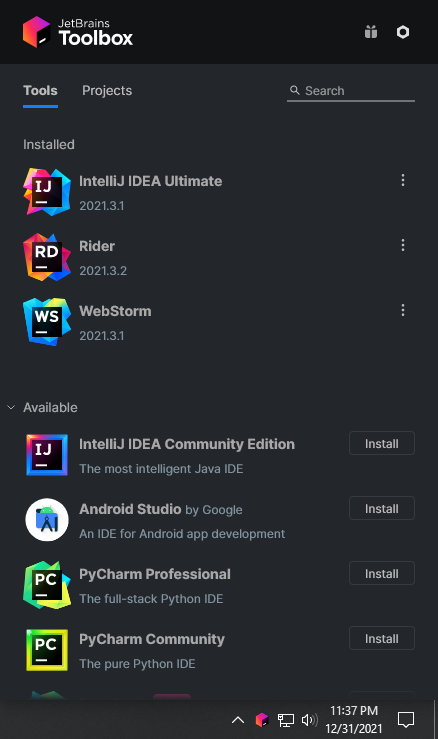 JetBrains
Toolbox
Tools Projects Search
Installed
IJ IntelliJ IDEA Ultimate
2021.3.1
RD Rider
2021.3.2
WS WebStorm
2021.3.1
Available
IJ IntelliJ IDEA Community Edition Install
The most intelligent Java IDE
Android Studio by Google Install
An IDE for Android app development
PC PyCharm Professional Install
The full-stack Python IDE
PC PyCharm Community Install
The pure Python IDE
11:37 PM
12/31/2021